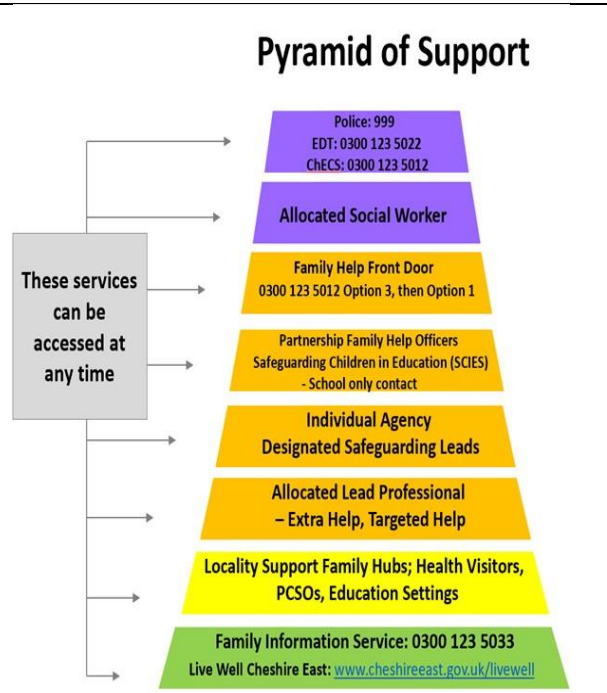 Pyramid of Support
Police: 999
EDT: 0300 123 5022
ChECS: 0300 123 5012
Allocated Social Worker
Family Help Front Door
0300 123 5012 Option 3, then Option 1
These services
can be
accessed at
any time
Partnership Family Help Officers
Safeguarding Children in Education (SCIES)
- School only contact
Individual Agency
Designated Safeguarding Leads
Allocated Lead Professional
– Extra Help, Targeted Help
Locality Support Family Hubs; Health Visitors,
PCSOs, Education Settings
Family Information Service: 0300 123 5033
Live Well Cheshire East: www.cheshireeast.gov.uk/livewell